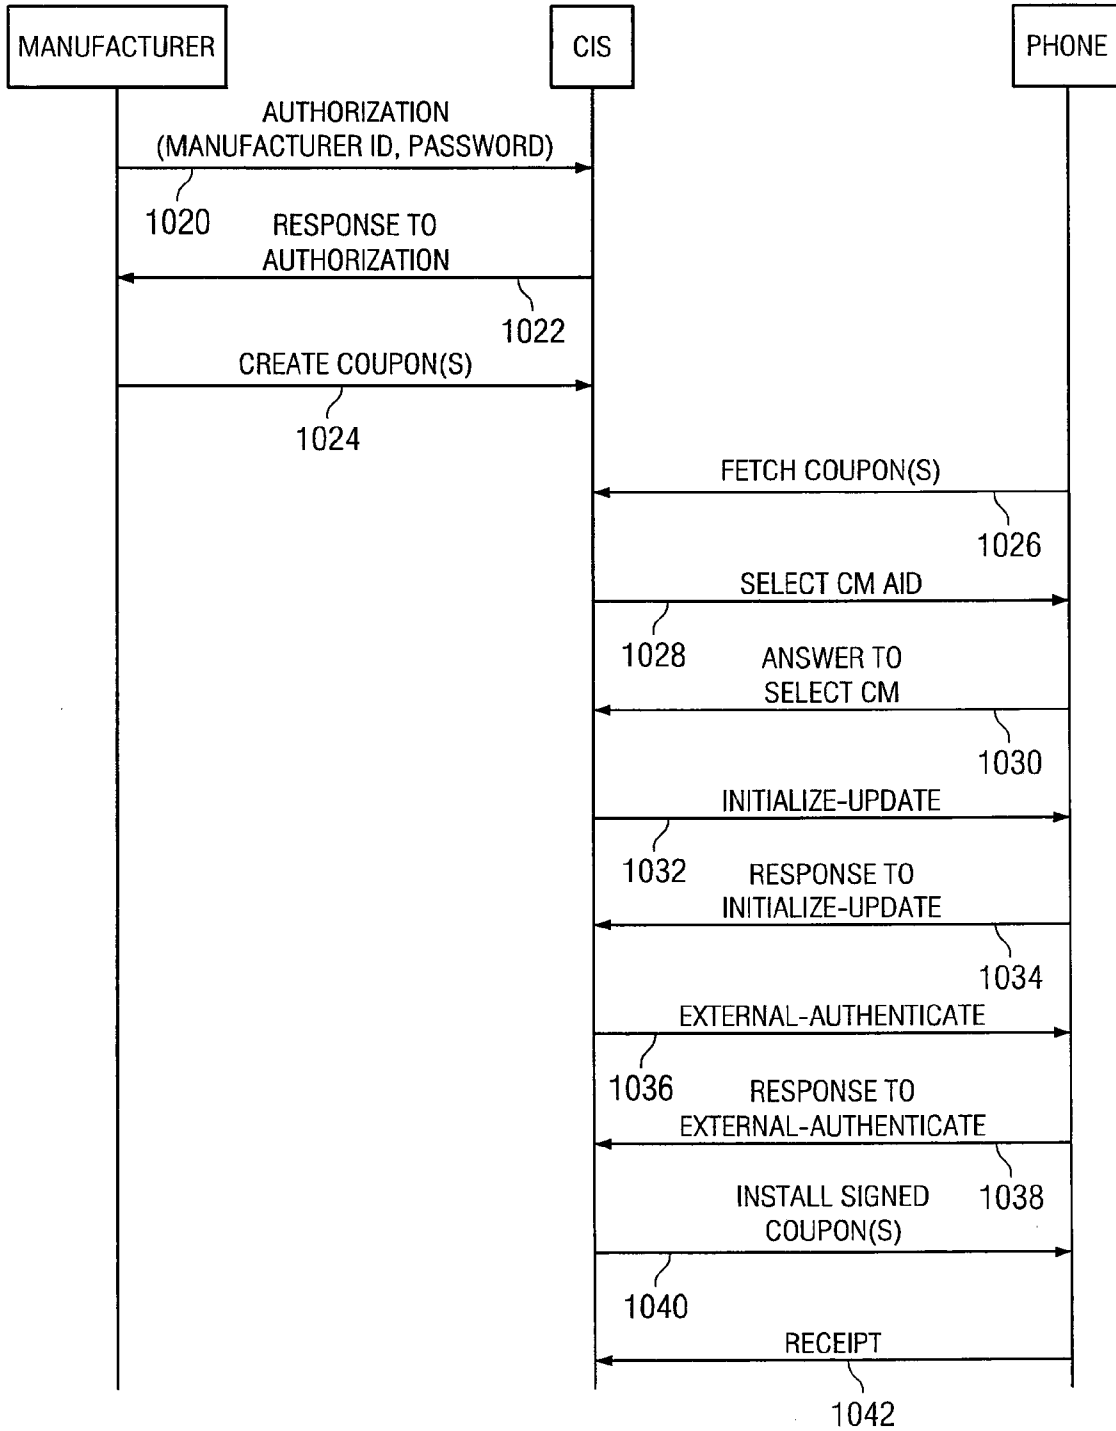 MANUFACTURER
CIS
PHONE
AUTHORIZATION
(MANUFACTURER ID, PASSWORD)
1020
RESPONSE TO
AUTHORIZATION
1022
CREATE COUPON(S)
1024
FETCH COUPON(S)
1026
SELECT CM AID
1028
ANSWER TO
SELECT CM
1030
INITIALIZE-UPDATE
1032
RESPONSE TO
INITIALIZE-UPDATE
1034
EXTERNAL-AUTHENTICATE
1036
RESPONSE TO
EXTERNAL-AUTHENTICATE
1038
INSTALL SIGNED
COUPON(S)
1040
RECEIPT
1042